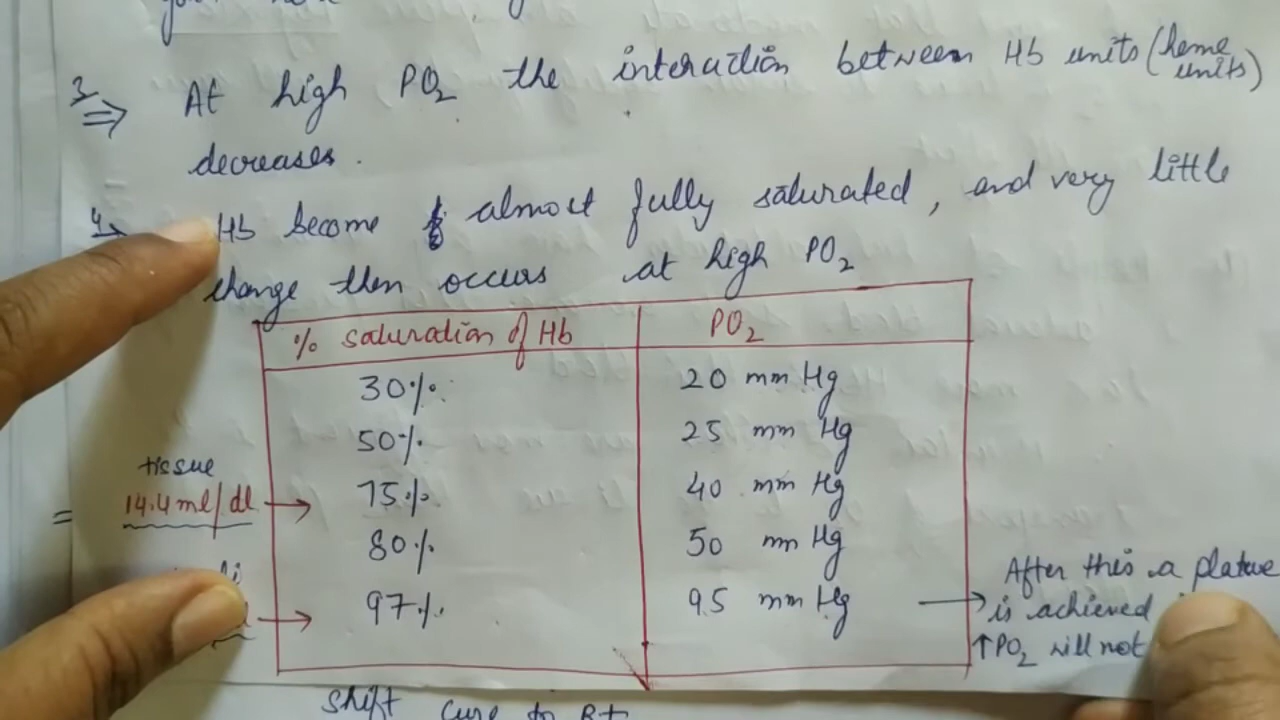 3 ⇒ At high PO2 the interaction between Hb units (heme units)
decreases.
4 Hb become almost fully saturated, and very little
change then occurs at high PO2
% saturation of Hb PO2
30% 20 mm Hg
50% 25 mm Hg
tissue
14.4 ml/dl → 75% 40 mm Hg
80% 50 mm Hg
→ 97% 95 mm Hg →
After this a plateue
is achieved
↑PO2 will not
shift curve to Rt